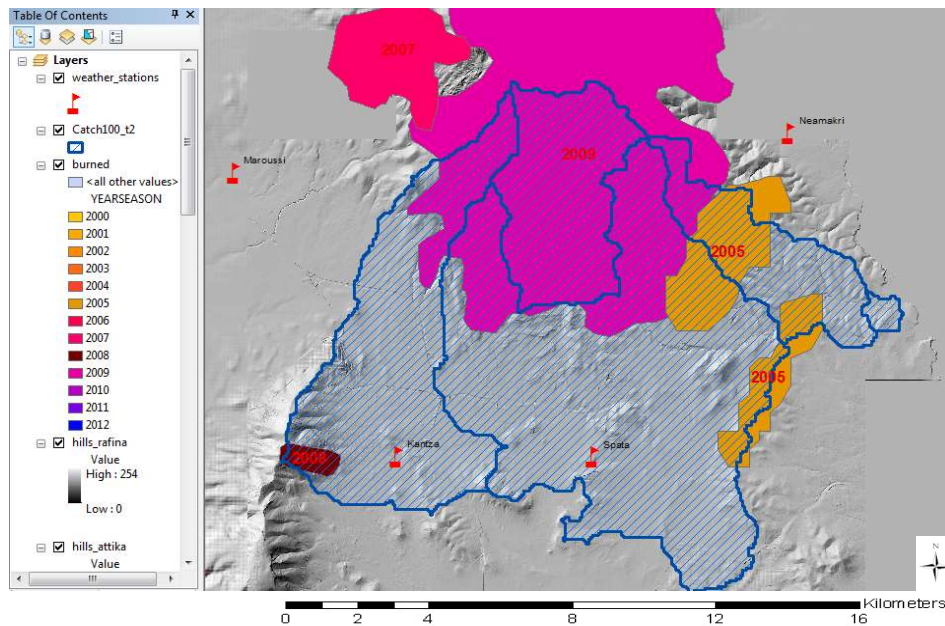 Table Of Contents
Layers
weather_stations
Catch100_t2
burned
<all other values>
YEARSEASON
2000
2001
2002
2003
2004
2005
2006
2007
2008
2009
2010
2011
2012
hills_rafina
Value
High : 254
Low : 0
hills_attika
Value
2007
Neamakri
2009
Maroussi
2005
2005
Kantza
Spata
2008
N
Kilometers
0 2 4 8 12 16